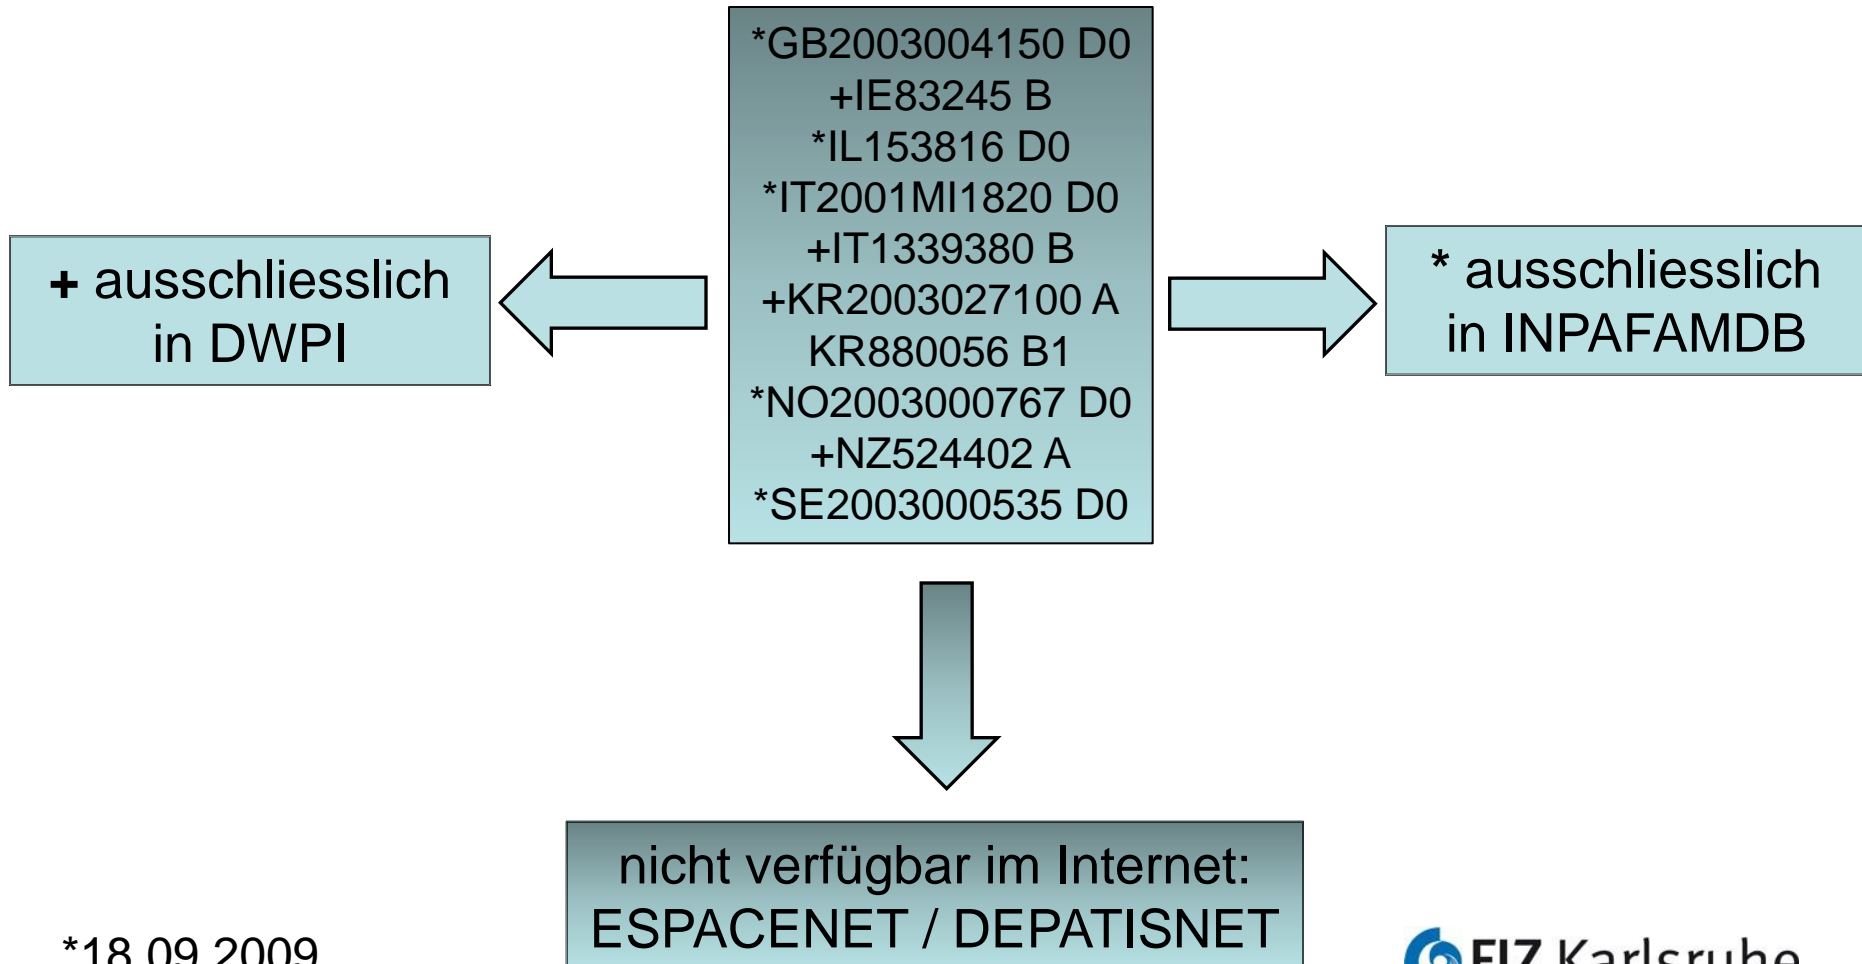 *GB2003004150 D0
+IE83245 B
*IL153816 D0
*IT2001MI1820 D0
+IT1339380 B
+KR2003027100 A
KR880056 B1
*NO2003000767 D0
+NZ524402 A
*SE2003000535 D0
+ ausschliesslich
in DWPI
* ausschliesslich
in INPAFAMDB
nicht verfügbar im Internet:
ESPACENET / DEPATISNET
*18.09.2009
FIZ Karlsruhe